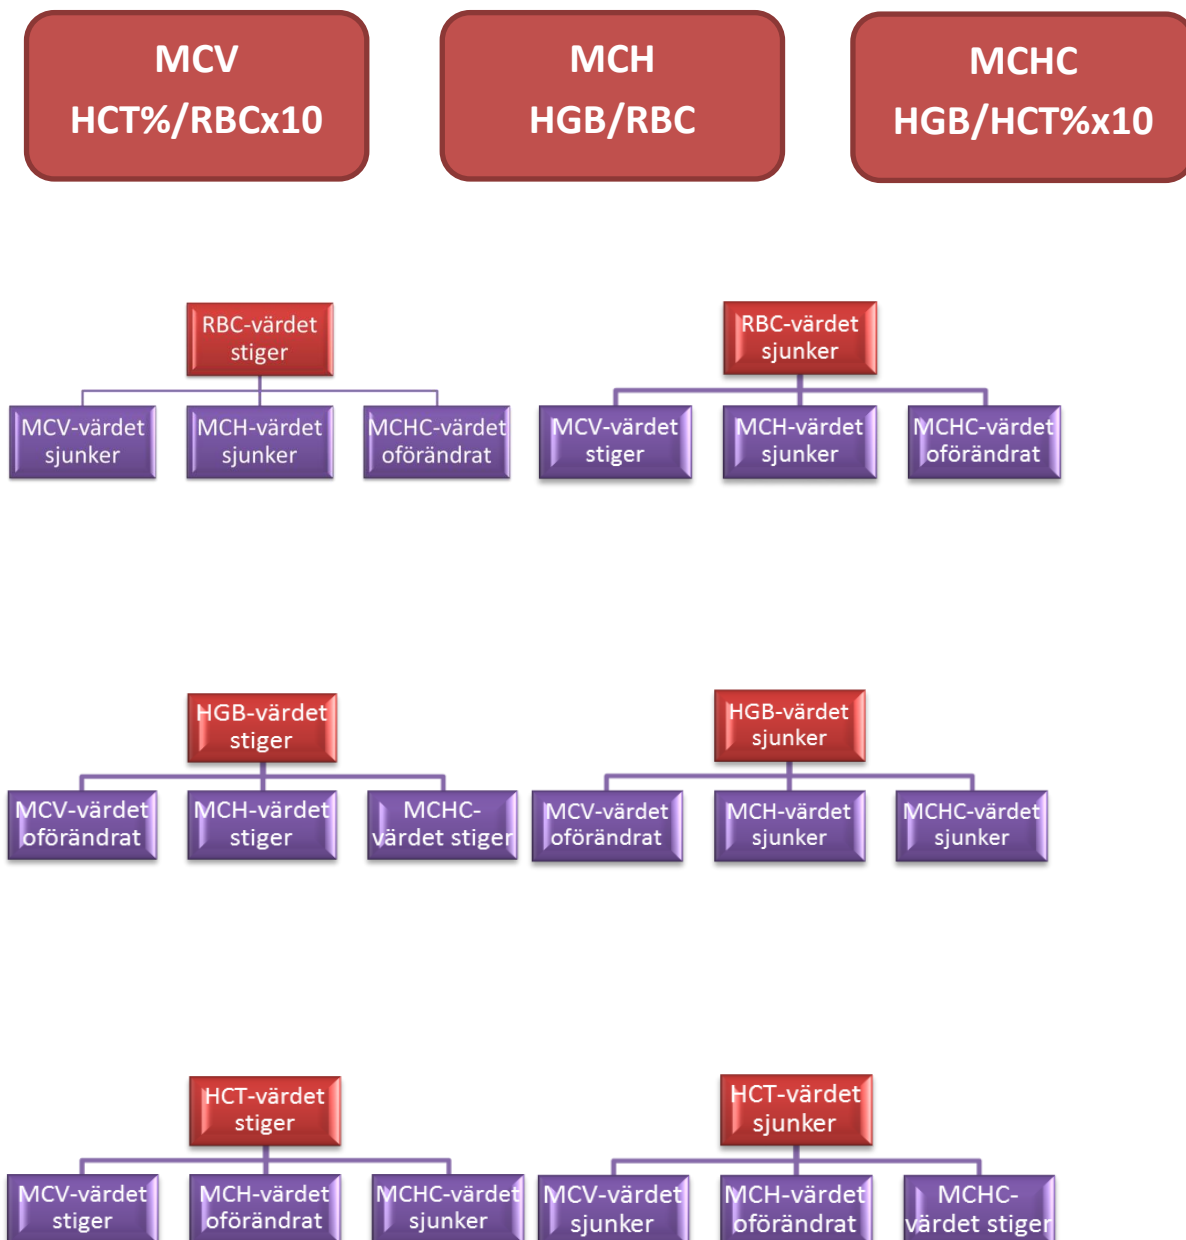 MCV
HCT%/RBCx10
MCH
HGB/RBC
MCHC
HGB/HCT%x10
RBC-värdet
stiger
MCV-värdet
sjunker
MCH-värdet
sjunker
MCHC-värdet
oförändrat
RBC-värdet
sjunker
MCV-värdet
stiger
MCH-värdet
sjunker
MCHC-värdet
oförändrat
HGB-värdet
stiger
MCV-värdet
oförändrat
MCH-värdet
stiger
MCHC-
värdet stiger
HGB-värdet
sjunker
MCV-värdet
oförändrat
MCH-värdet
sjunker
MCHC-värdet
sjunker
HCT-värdet
stiger
MCV-värdet
stiger
MCH-värdet
oförändrat
MCHC-värdet
sjunker
HCT-värdet
sjunker
MCV-värdet
sjunker
MCH-värdet
oförändrat
MCHC-
värdet stiger